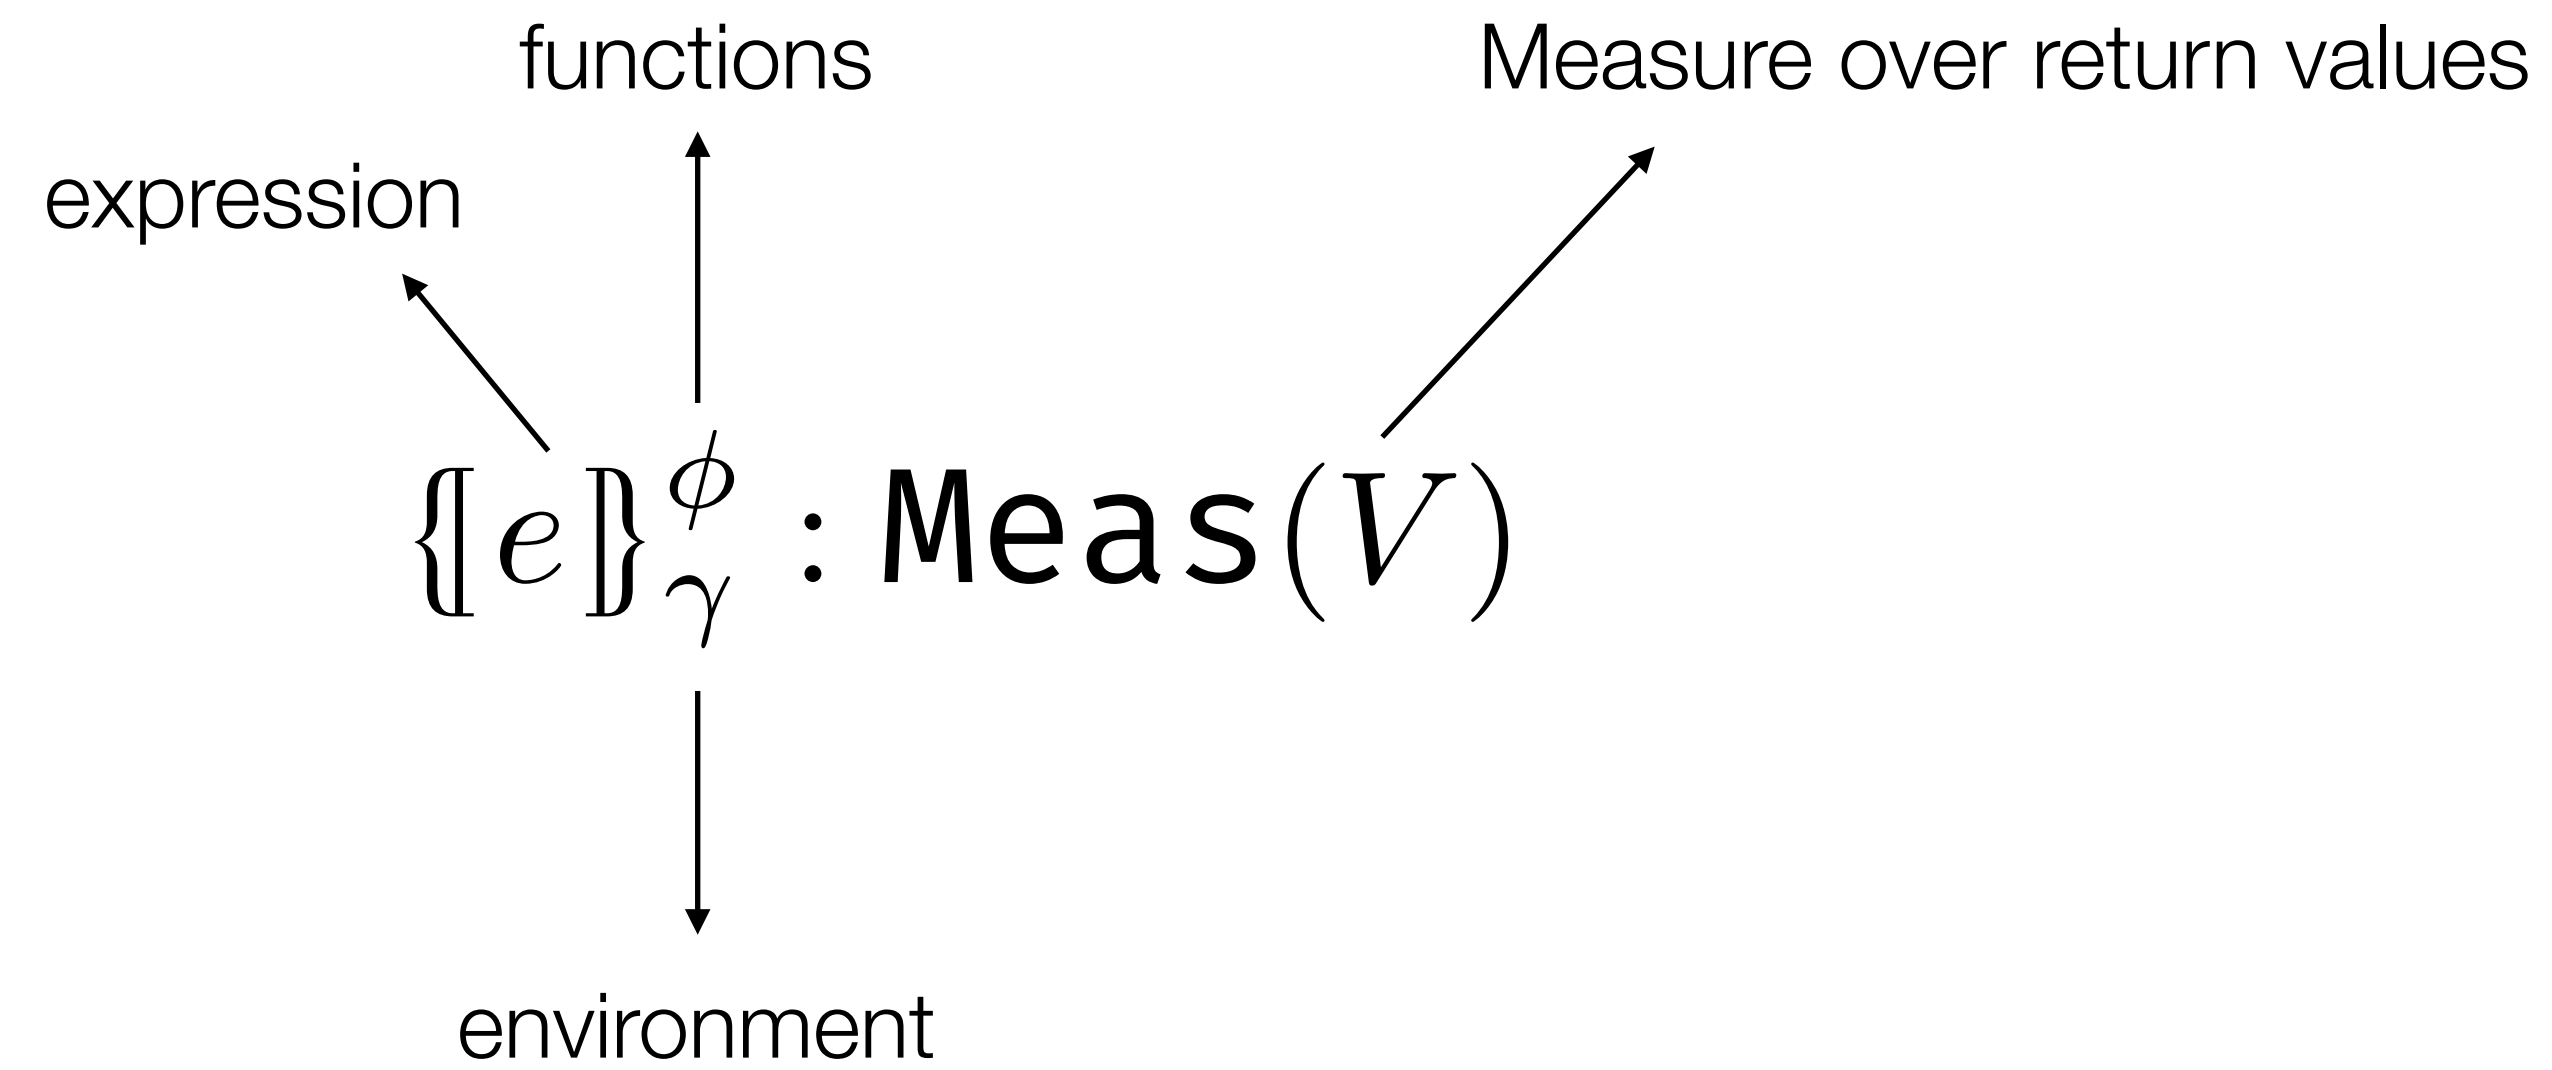 functions
Measure over return values
expression
{[e]}^ϕ_γ : Meas(V)
environment